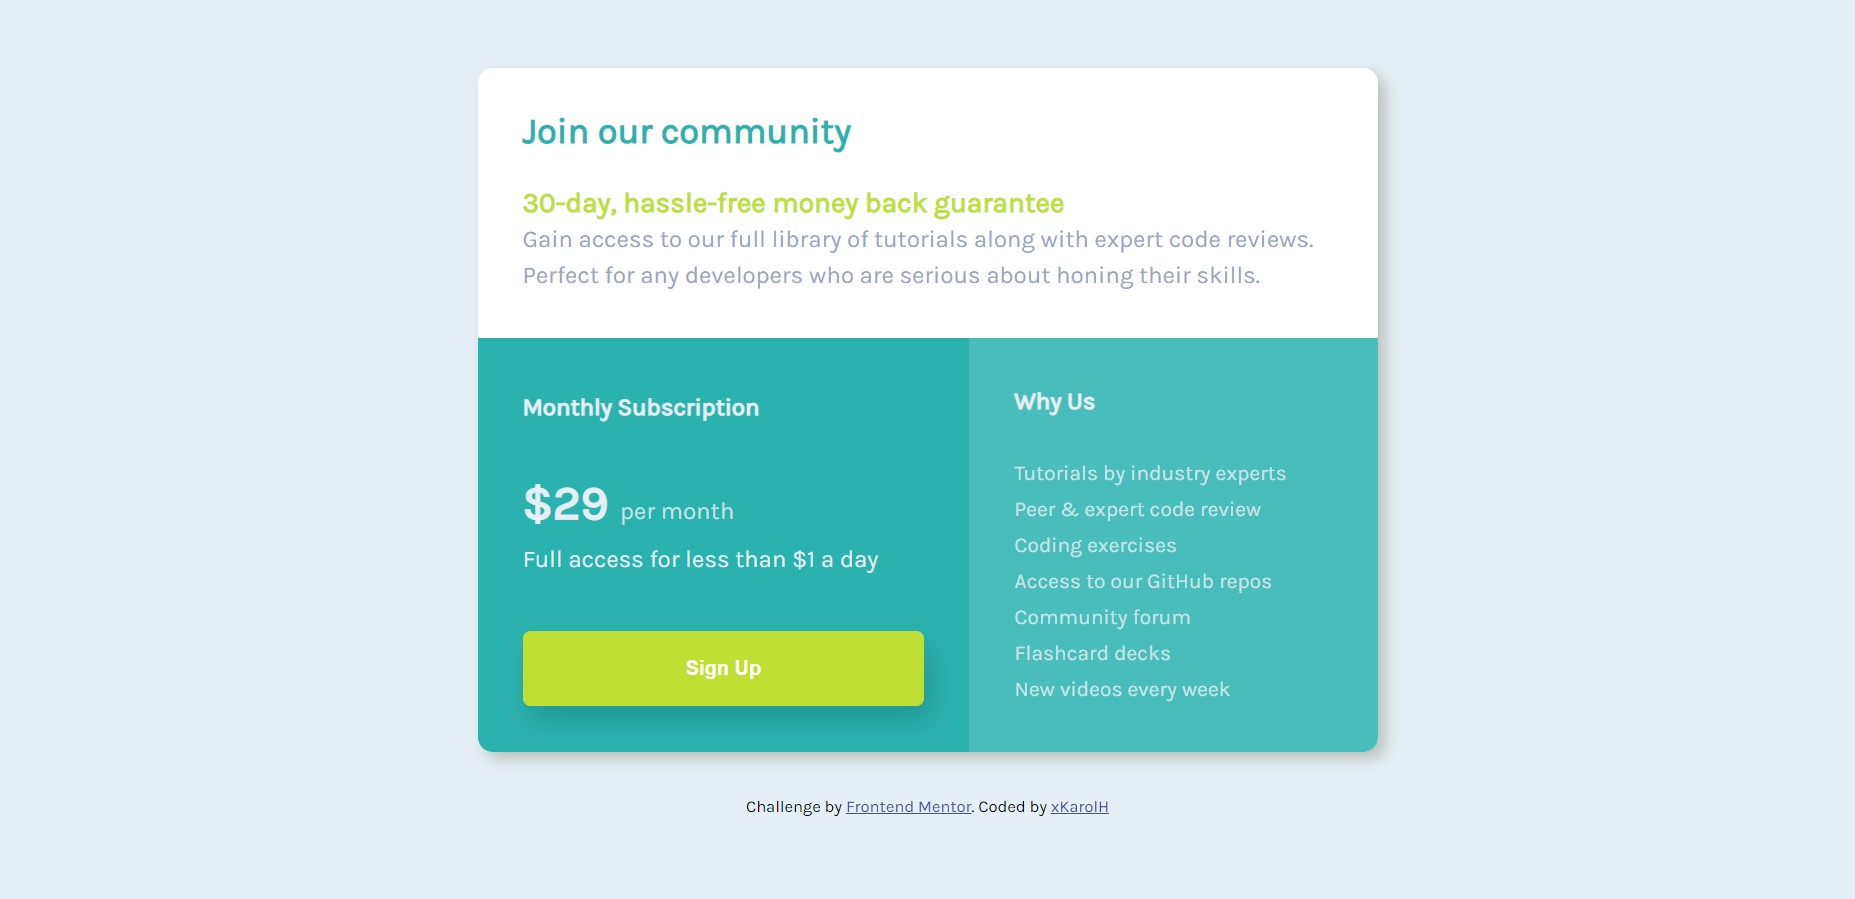 Join our community
30-day, hassle-free money back guarantee
Gain access to our full library of tutorials along with expert code reviews.
Perfect for any developers who are serious about honing their skills.
Monthly Subscription
$29 per month
Full access for less than $1 a day
Sign Up
Why Us
Tutorials by industry experts
Peer & expert code review
Coding exercises
Access to our GitHub repos
Community forum
Flashcard decks
New videos every week
Challenge by Frontend Mentor. Coded by xKarolH